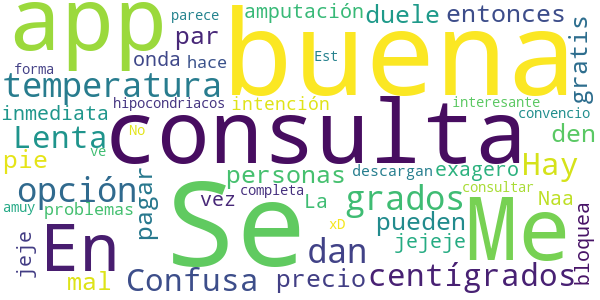 app
parece
amputación
duele
entonces
buena
par
onda
hace
Est
gratis
forma
temperatura
hipocondriacos
intención
interesante
inmediata
Lenta
consulta
No
convencio
den
pie
ve
personas
descargan
exagero
Hay
opción
pagar
completa
consultar
grados
Naa
amuy
problemas
vez
La
Se
xD
pueden
Me
bloquea
jeje
En
dan
jejeje
mal
Confusa
precio
centígrados